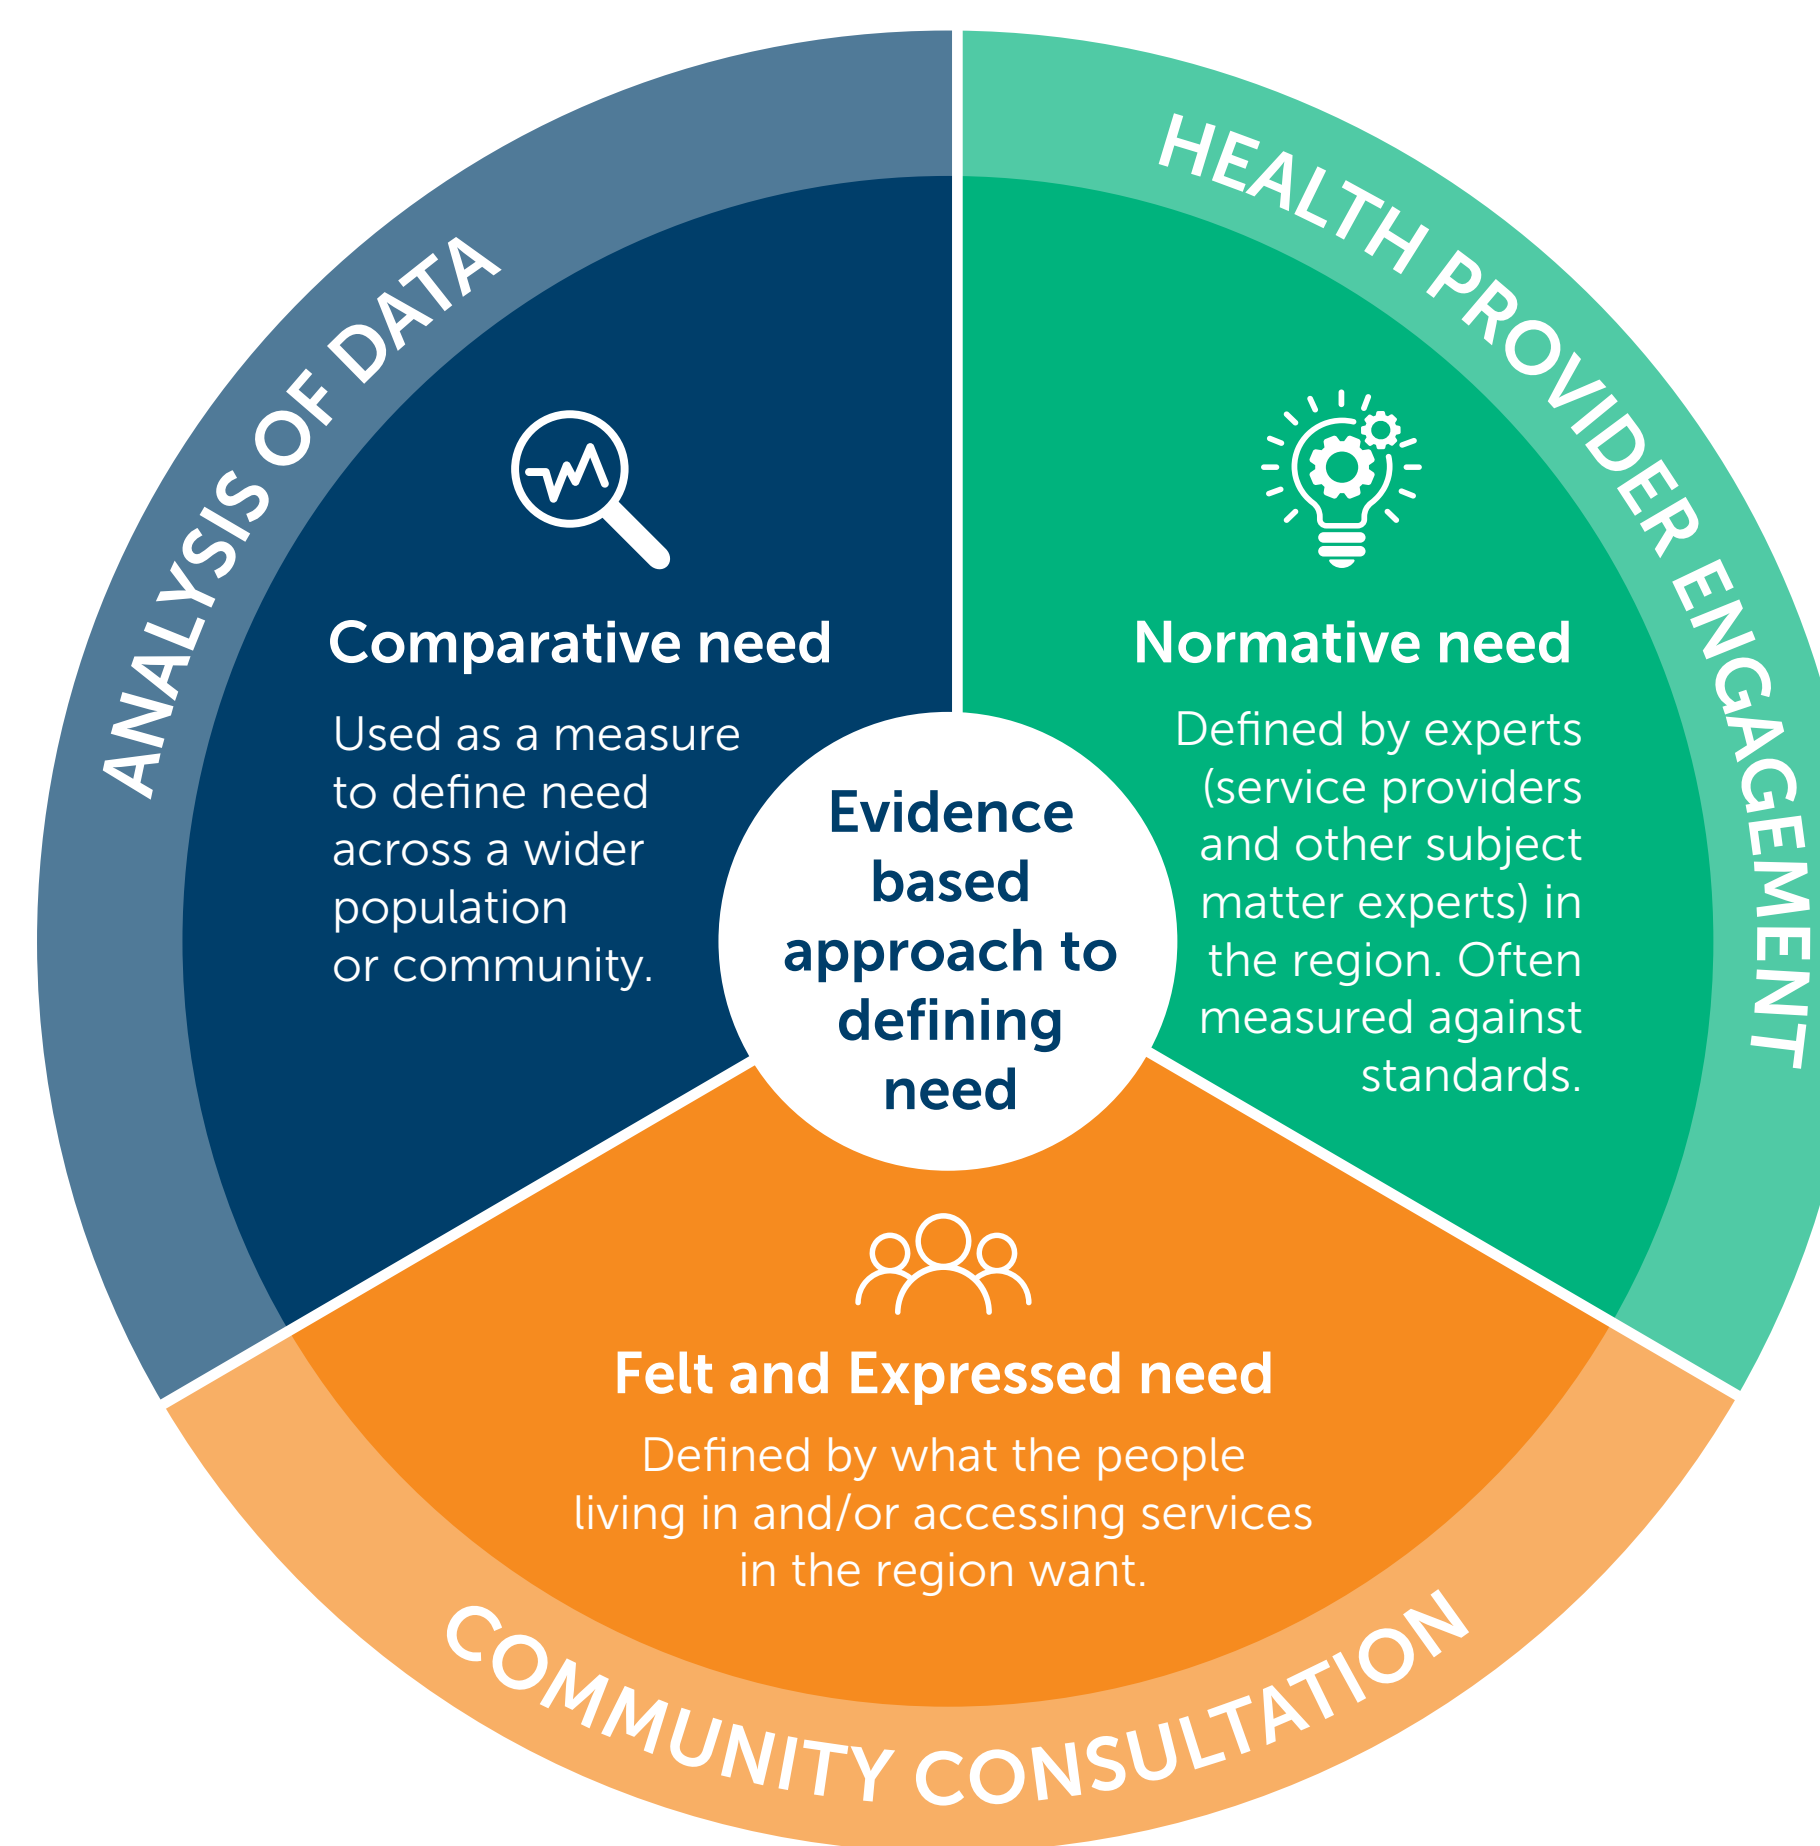 ANALYSIS OF DATA
Comparative need
Used as a measure
to define need
across a wider
population
or community.
HEALTH PROVIDER ENGAGEMENT
Normative need
Defined by experts
(service providers
and other subject
matter experts) in
the region. Often
measured against
standards.
Evidence
based
approach to
defining
need
Felt and Expressed need
Defined by what the people
living in and/or accessing services
in the region want.
COMMUNITY CONSULTATION